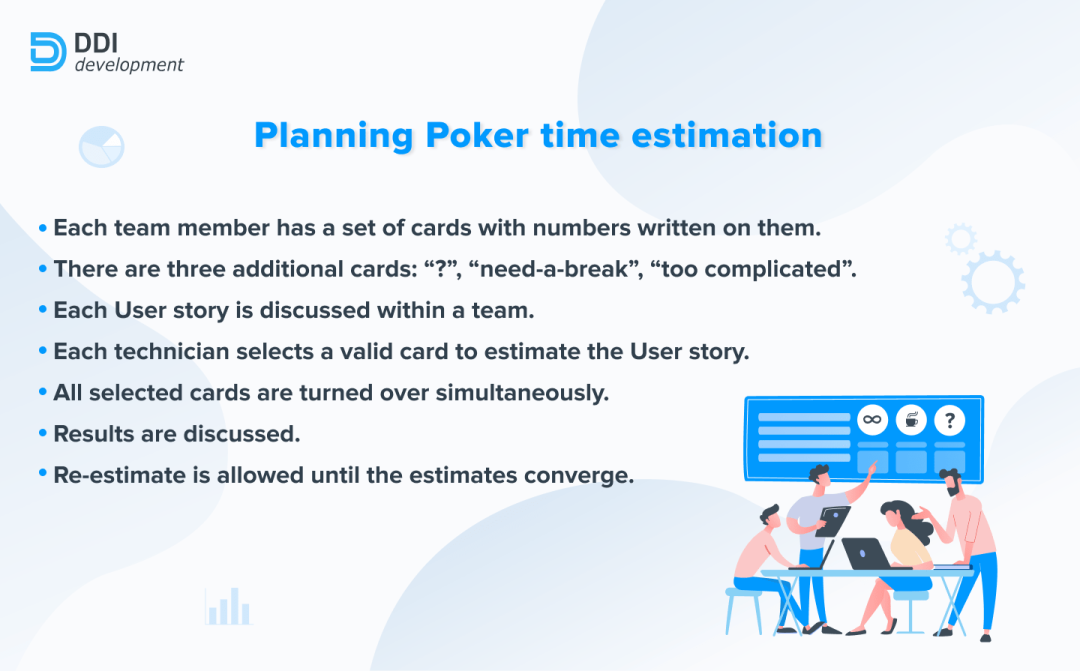 DDI
development
Planning Poker time estimation
• Each team member has a set of cards with numbers written on them.
• There are three additional cards: “?”, “need-a-break”, “too complicated”.
• Each User story is discussed within a team.
• Each technician selects a valid card to estimate the User story.
• All selected cards are turned over simultaneously.
• Results are discussed.
• Re-estimate is allowed until the estimates converge.
∞ ?